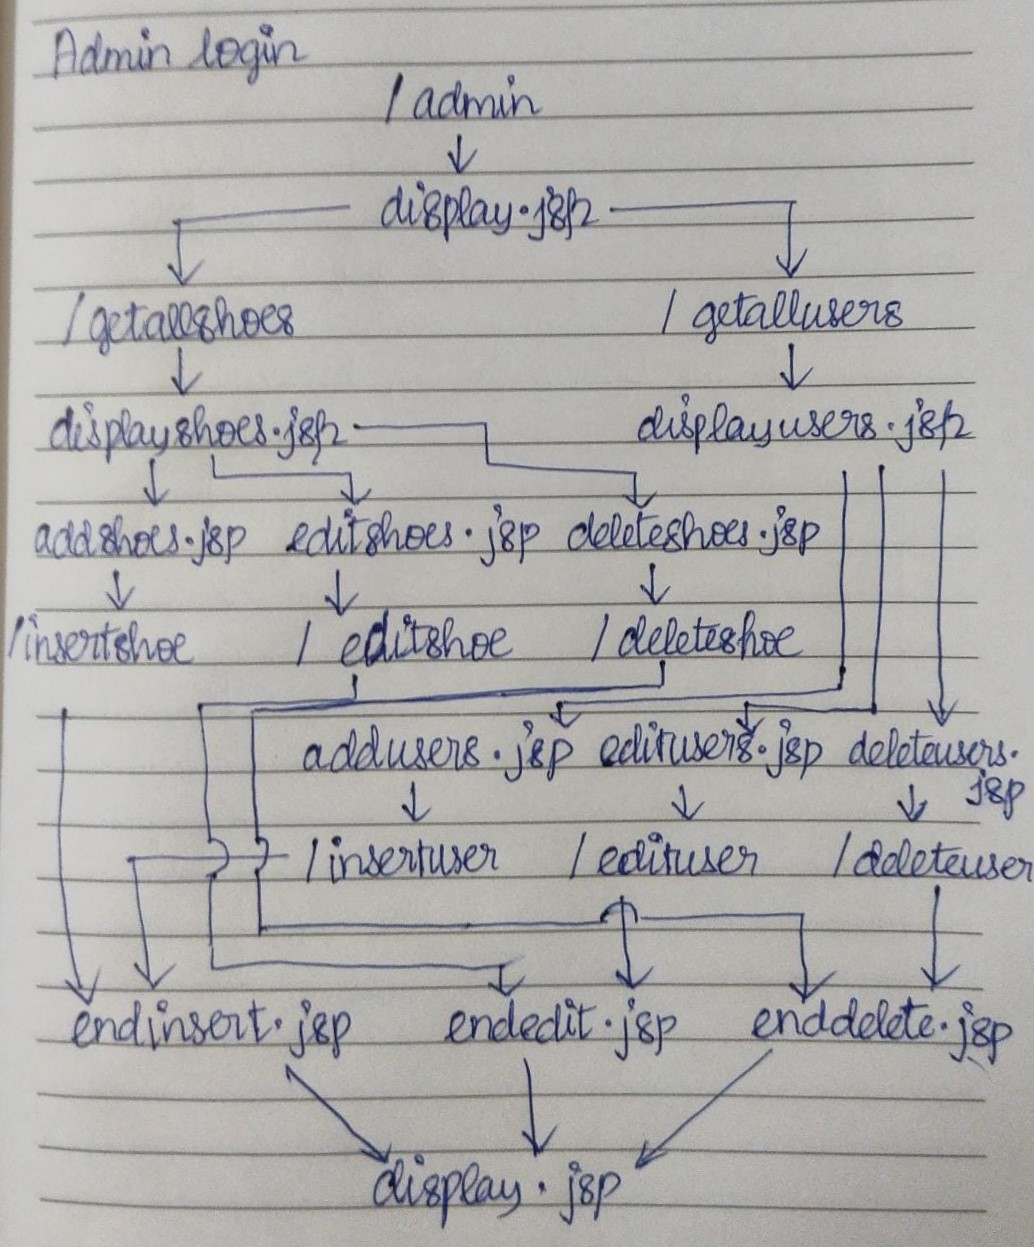 Admin login
/ admin
display.jsp
/getallshoes / getallusers
displayshoes.jsp displayusers.jsp
addshoes.jsp editshoes.jsp deleteshoes.jsp
/insertshoe / editshoe / deleteshoe
addusers.jsp editusers.jsp deleteusers.
jsp
/insertuser /edituser /deleteuser
endinsert.jsp endedit.jsp enddelete.jsp
display.jsp